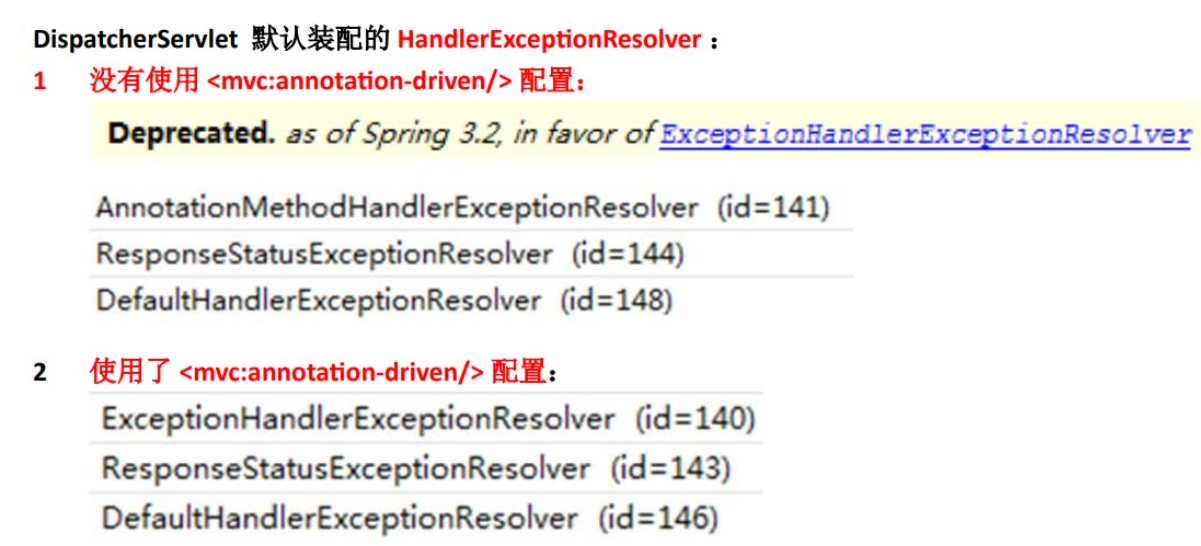 DispatcherServlet 默认装配的 HandlerExceptionResolver ：
1 没有使用 <mvc:annotation-driven/> 配置：
Deprecated. as of Spring 3.2, in favor of ExceptionHandlerExceptionResolver
AnnotationMethodHandlerExceptionResolver (id=141)
ResponseStatusExceptionResolver (id=144)
DefaultHandlerExceptionResolver (id=148)
2 使用了 <mvc:annotation-driven/> 配置：
ExceptionHandlerExceptionResolver (id=140)
ResponseStatusExceptionResolver (id=143)
DefaultHandlerExceptionResolver (id=146)